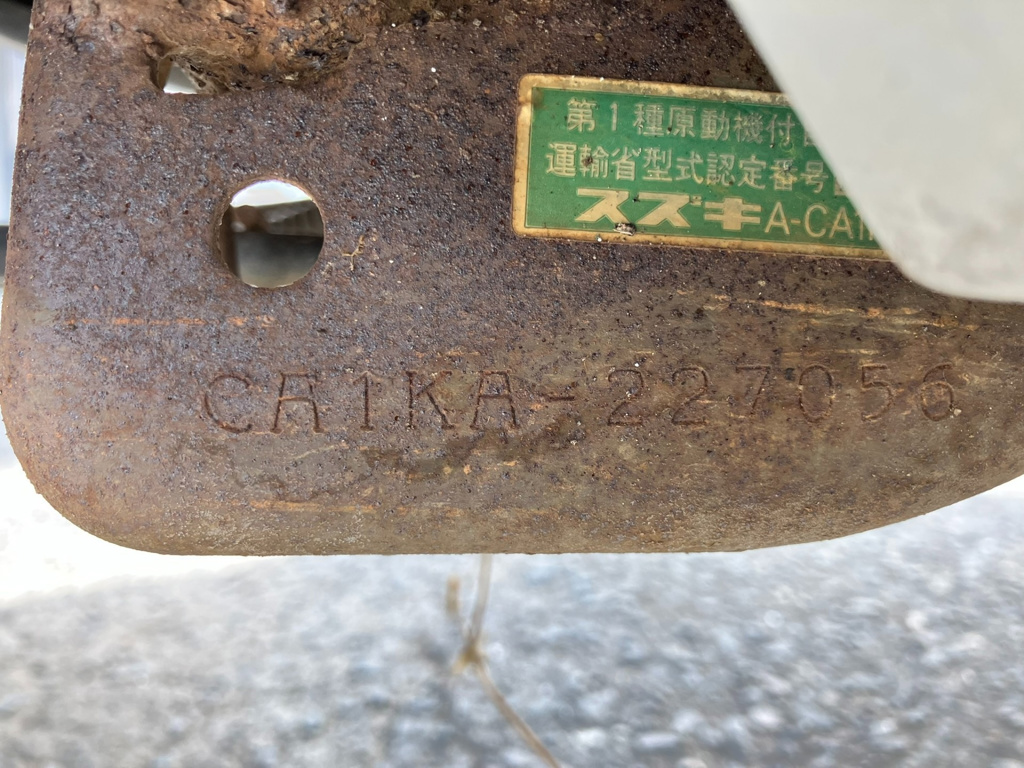 第1種原動機付
運輸省型式認定番号
スズキ A-CA1
CA1KA-227056